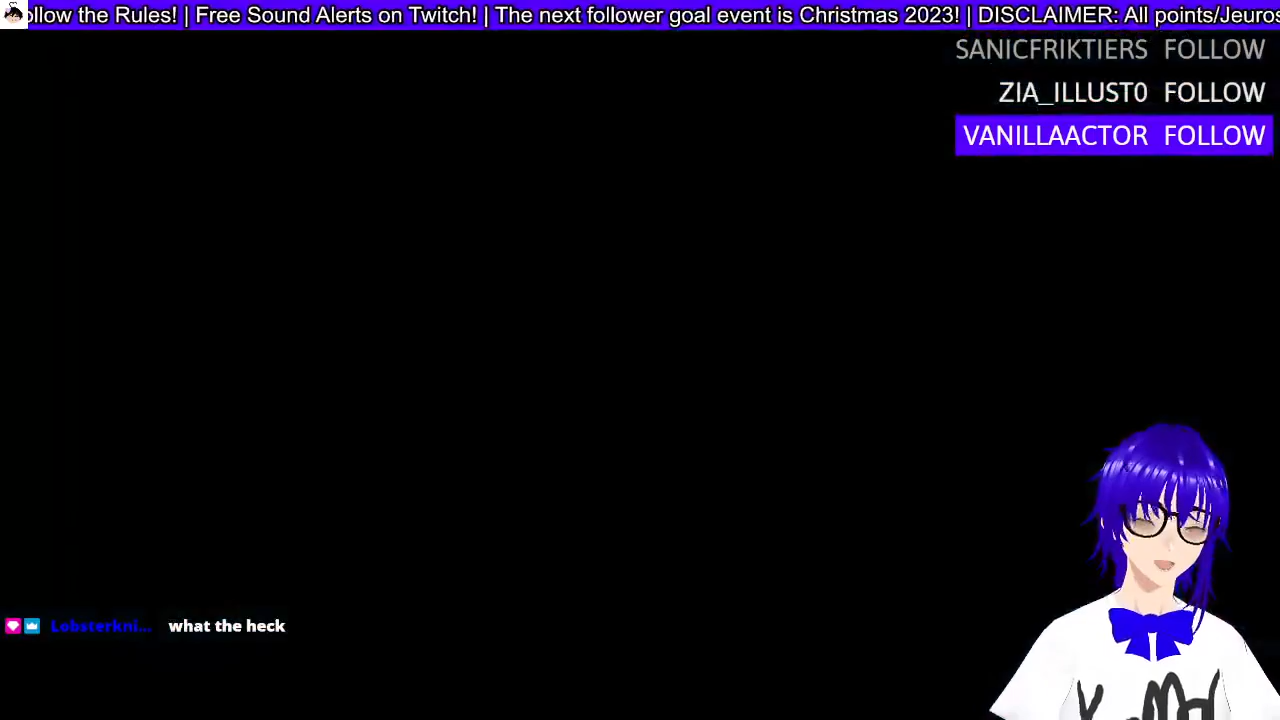 ollow the Rules! | Free Sound Alerts on Twitch! | The next follower goal event is Christmas 2023! | DISCLAIMER: All points/Jeuros
SANICFRIKTIERS FOLLOW
ZIA_ILLUST0 FOLLOW
VANILLAACTOR FOLLOW
Lobsterkni... what the heck